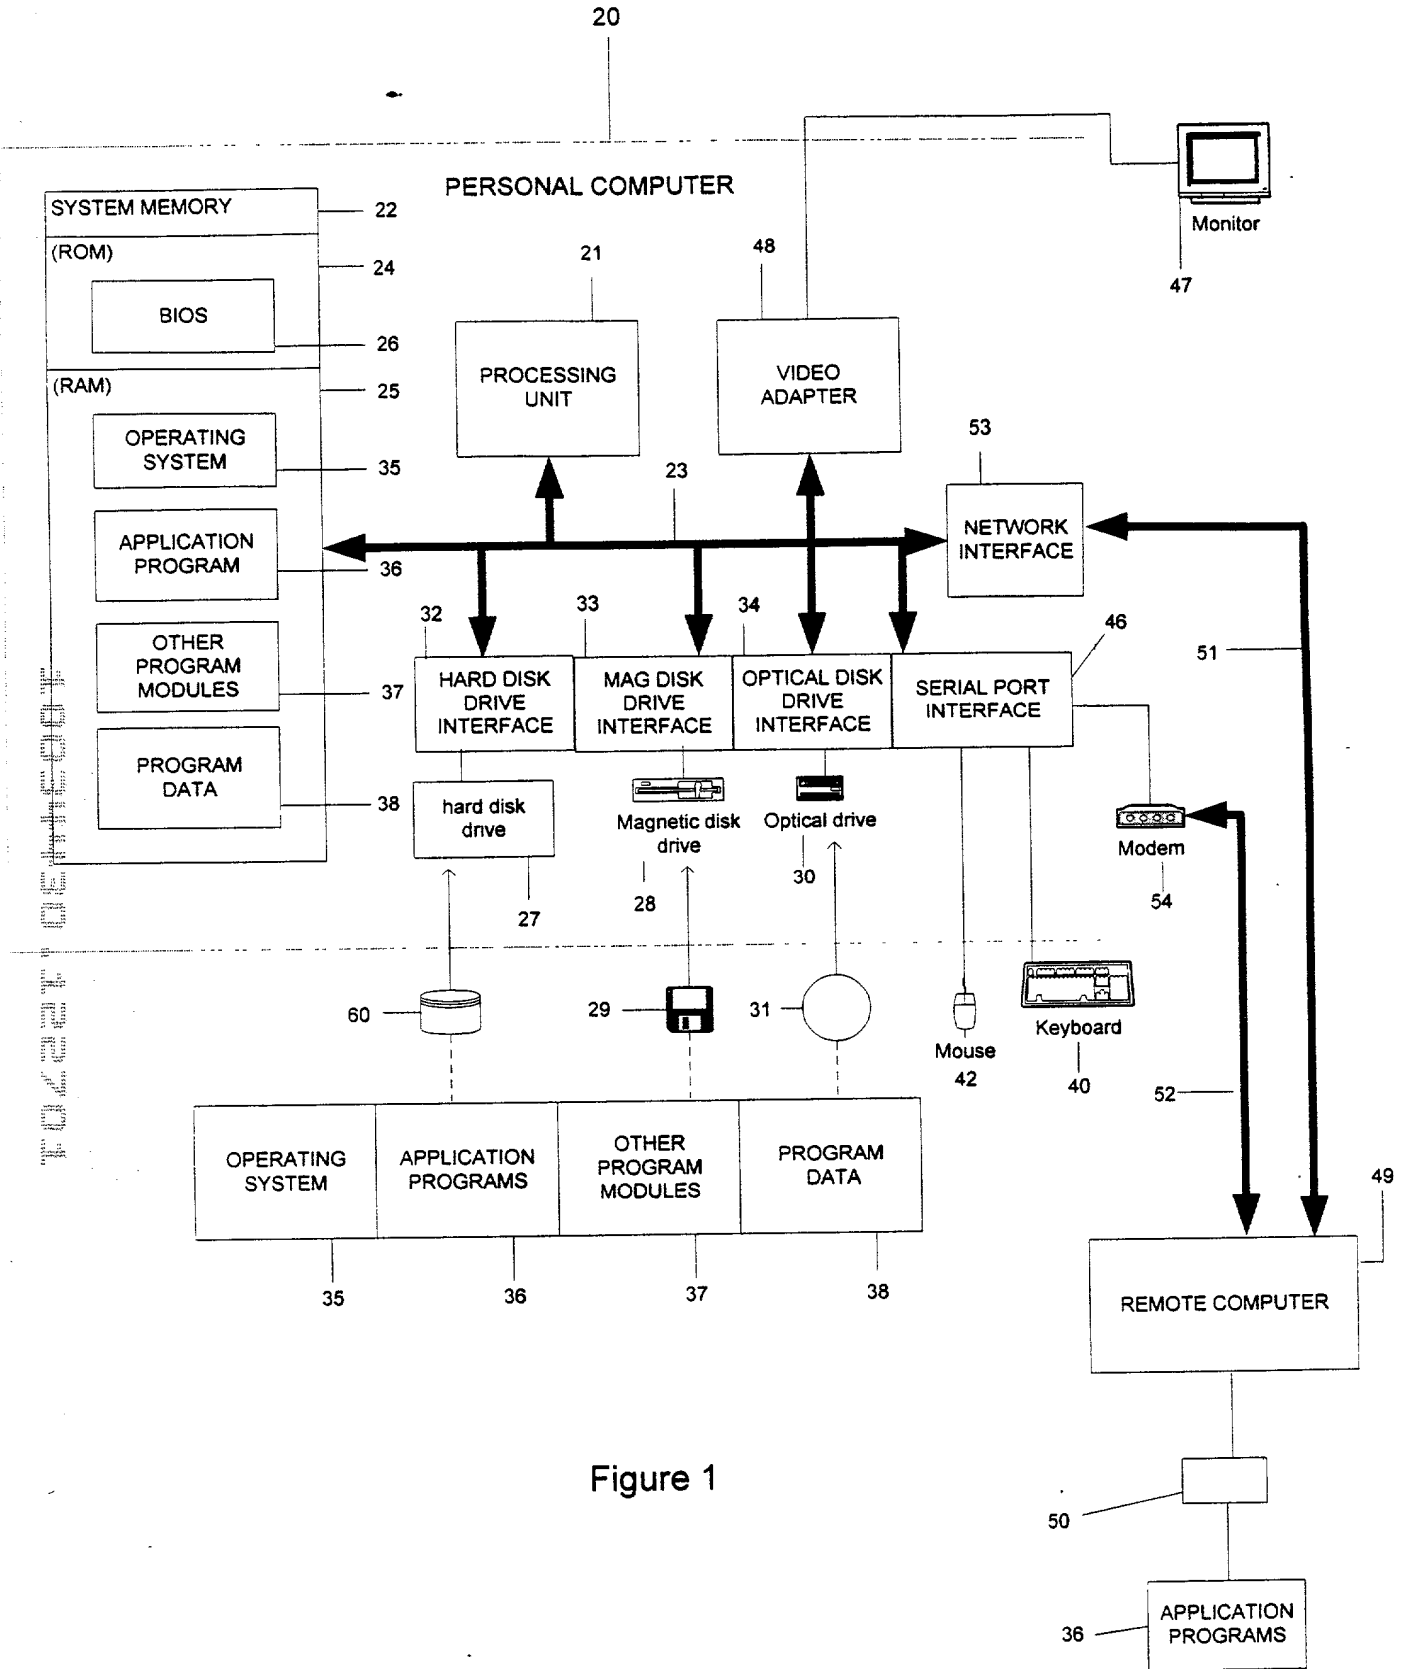 20
PERSONAL COMPUTER
SYSTEM MEMORY
22
(ROM)
24
BIOS
26
(RAM)
25
OPERATING
SYSTEM
35
APPLICATION
PROGRAM
36
OTHER
PROGRAM
MODULES
37
PROGRAM
DATA
38
21
PROCESSING
UNIT
48
VIDEO
ADAPTER
Monitor
47
53
NETWORK
INTERFACE
23
32
HARD DISK
DRIVE
INTERFACE
33
MAG DISK
DRIVE
INTERFACE
34
OPTICAL DISK
DRIVE
INTERFACE
46
SERIAL PORT
INTERFACE
51
hard disk
drive
27
Magnetic disk
drive
28
Optical drive
30
Modem
54
60
29
31
Mouse
42
Keyboard
40
52
OPERATING
SYSTEM
APPLICATION
PROGRAMS
OTHER
PROGRAM
MODULES
PROGRAM
DATA
35
36
37
38
49
REMOTE COMPUTER
Figure 1
50
36
APPLICATION
PROGRAMS